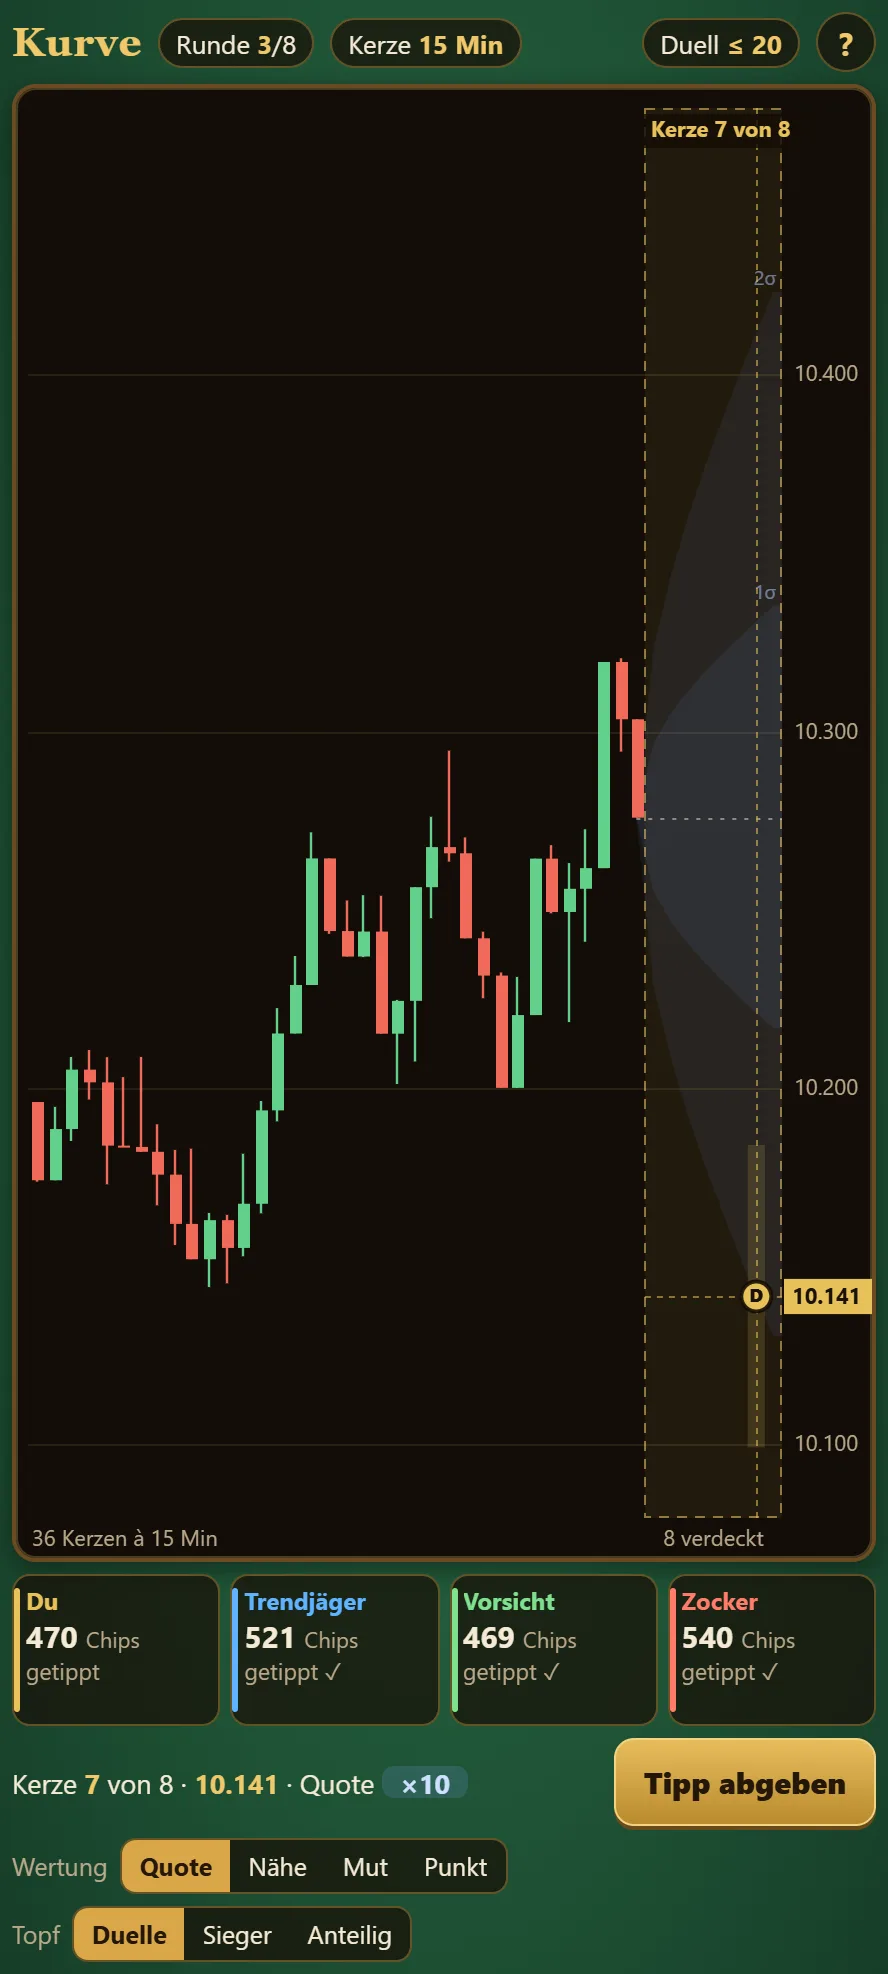 Kurve
Runde 3/8
Kerze 15 Min
Duell ≤ 20
?
Kerze 7 von 8
2σ
10.400
1σ
10.300
10.200
D
10.141
10.100
36 Kerzen à 15 Min
8 verdeckt
Du
470 Chips
getippt
Trendjäger
521 Chips
getippt ✓
Vorsicht
469 Chips
getippt ✓
Zocker
540 Chips
getippt ✓
Kerze 7 von 8 · 10.141 · Quote ×10
Tipp abgeben
Wertung Quote Nähe Mut Punkt
Topf Duelle Sieger Anteilig